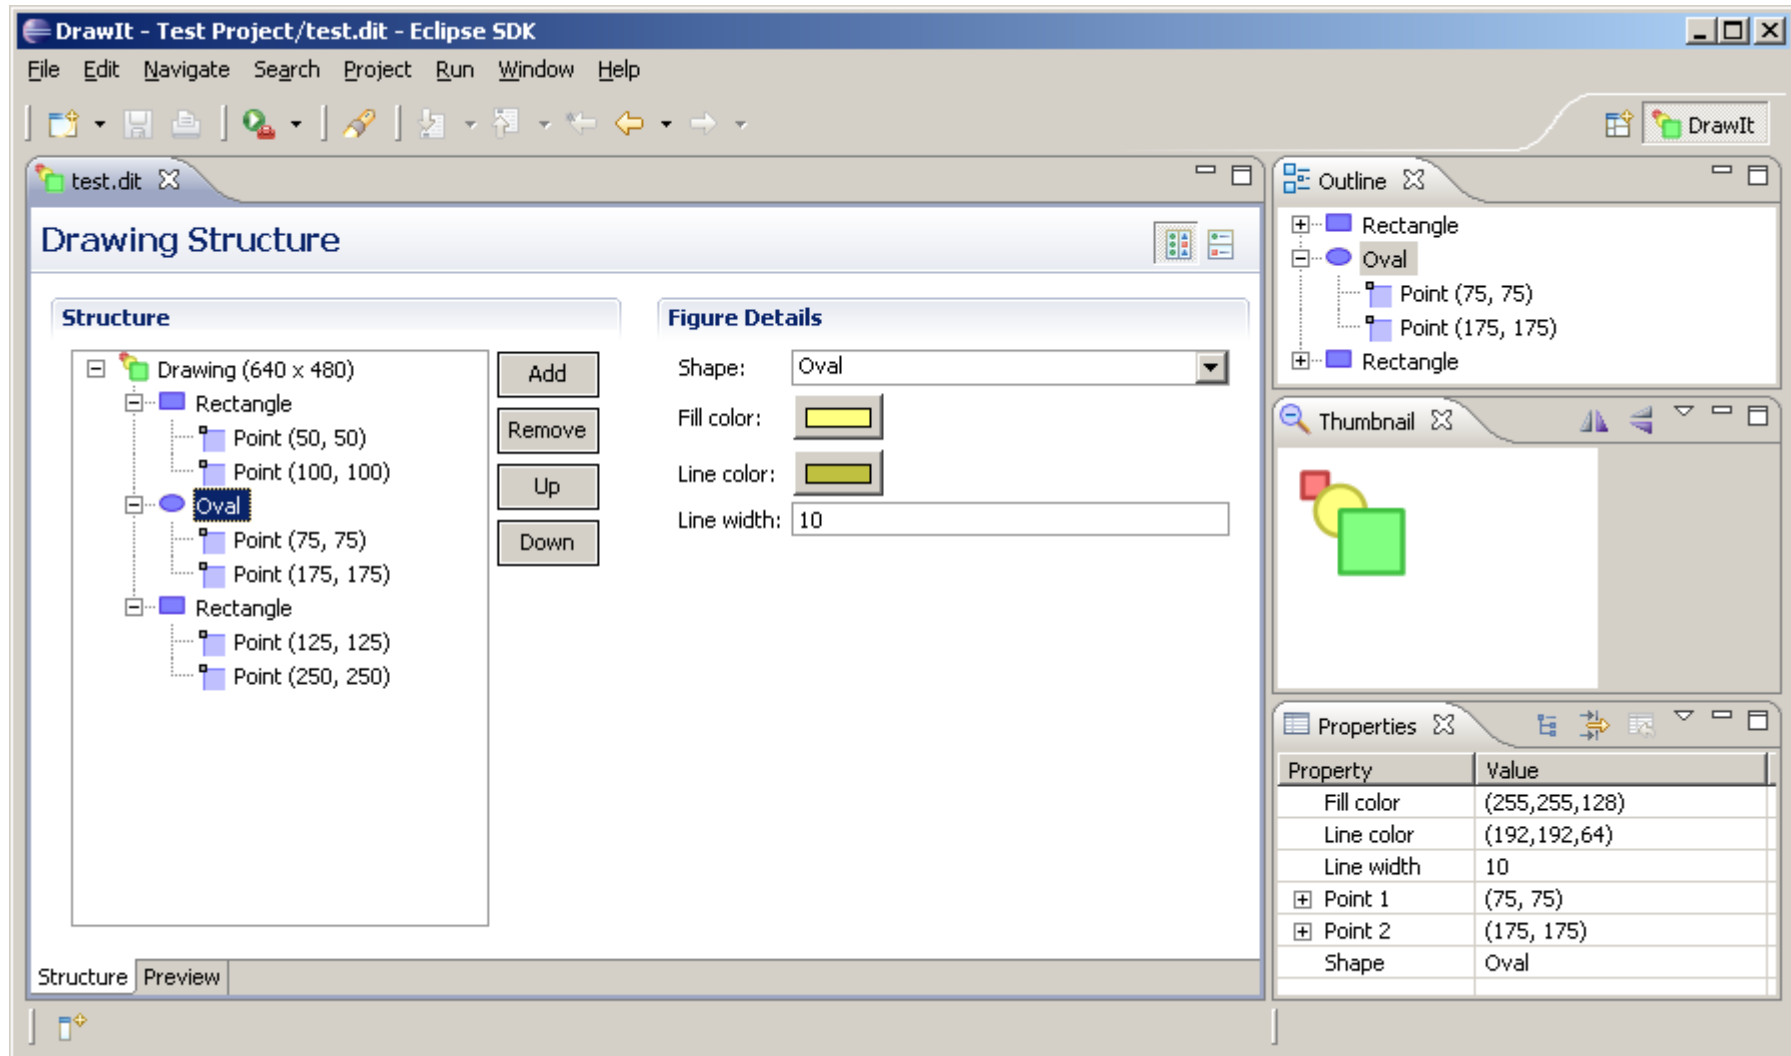 DrawIt - Test Project/test.dit - Eclipse SDK
File Edit Navigate Search Project Run Window Help
DrawIt
test.dit
Drawing Structure
Structure
Drawing (640 x 480)
Rectangle
Point (50, 50)
Point (100, 100)
Oval
Point (75, 75)
Point (175, 175)
Rectangle
Point (125, 125)
Point (250, 250)
Add
Remove
Up
Down
Figure Details
Shape: Oval
Fill color:
Line color:
Line width: 10
Structure Preview
Outline
Rectangle
Oval
Point (75, 75)
Point (175, 175)
Rectangle
Thumbnail
Properties
Property Value
Fill color (255,255,128)
Line color (192,192,64)
Line width 10
Point 1 (75, 75)
Point 2 (175, 175)
Shape Oval